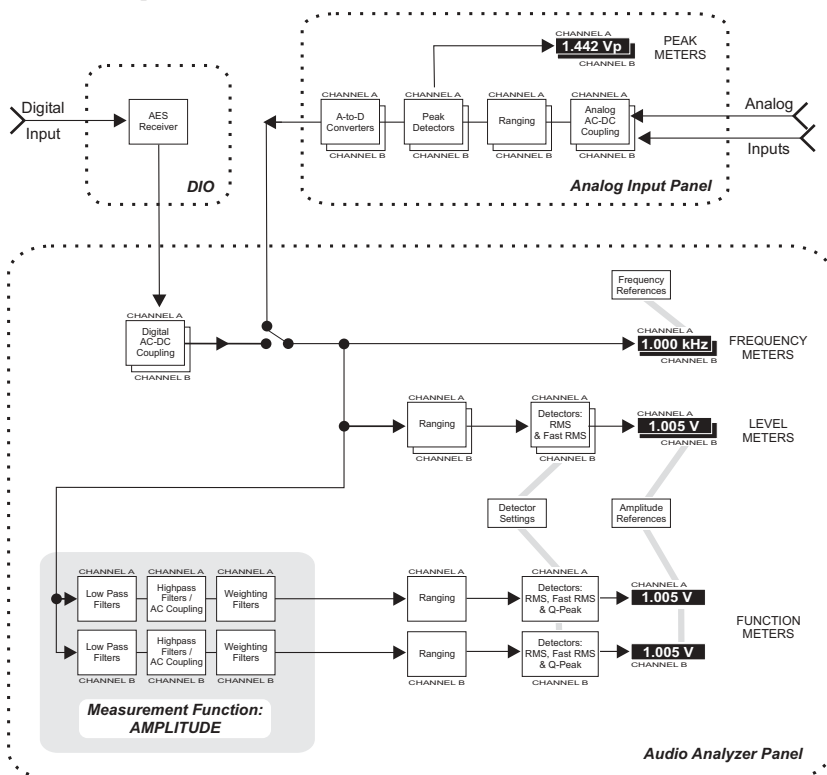 CHANNEL A
1.442 Vp
CHANNEL B
PEAK
METERS
Digital
Input
AES
Receiver
DIO
CHANNEL A
A-to-D
Converters
CHANNEL B
CHANNEL A
Peak
Detectors
CHANNEL B
CHANNEL A
Ranging
CHANNEL B
CHANNEL A
Analog
AC-DC
Coupling
CHANNEL B
Analog
Inputs
Analog Input Panel
CHANNEL A
Digital
AC-DC
Coupling
CHANNEL B
Frequency
References
CHANNEL A
1.000 kHz
CHANNEL B
FREQUENCY
METERS
CHANNEL A
Ranging
CHANNEL B
CHANNEL A
Detectors:
RMS
& Fast RMS
CHANNEL B
CHANNEL A
1.005 V
CHANNEL B
LEVEL
METERS
Detector
Settings
Amplitude
References
CHANNEL A
Low Pass
Filters
CHANNEL A
Highpass
Filters /
AC Coupling
CHANNEL A
Weighting
Filters
CHANNEL A
Ranging
CHANNEL A
Detectors:
RMS, Fast RMS
& Q-Peak
CHANNEL A
1.005 V
FUNCTION
METERS
Low Pass
Filters
CHANNEL B
Highpass
Filters /
AC Coupling
CHANNEL B
Weighting
Filters
CHANNEL B
Ranging
CHANNEL B
Detectors:
RMS, Fast RMS
& Q-Peak
CHANNEL B
1.005 V
CHANNEL B
Measurement Function:
AMPLITUDE
Audio Analyzer Panel